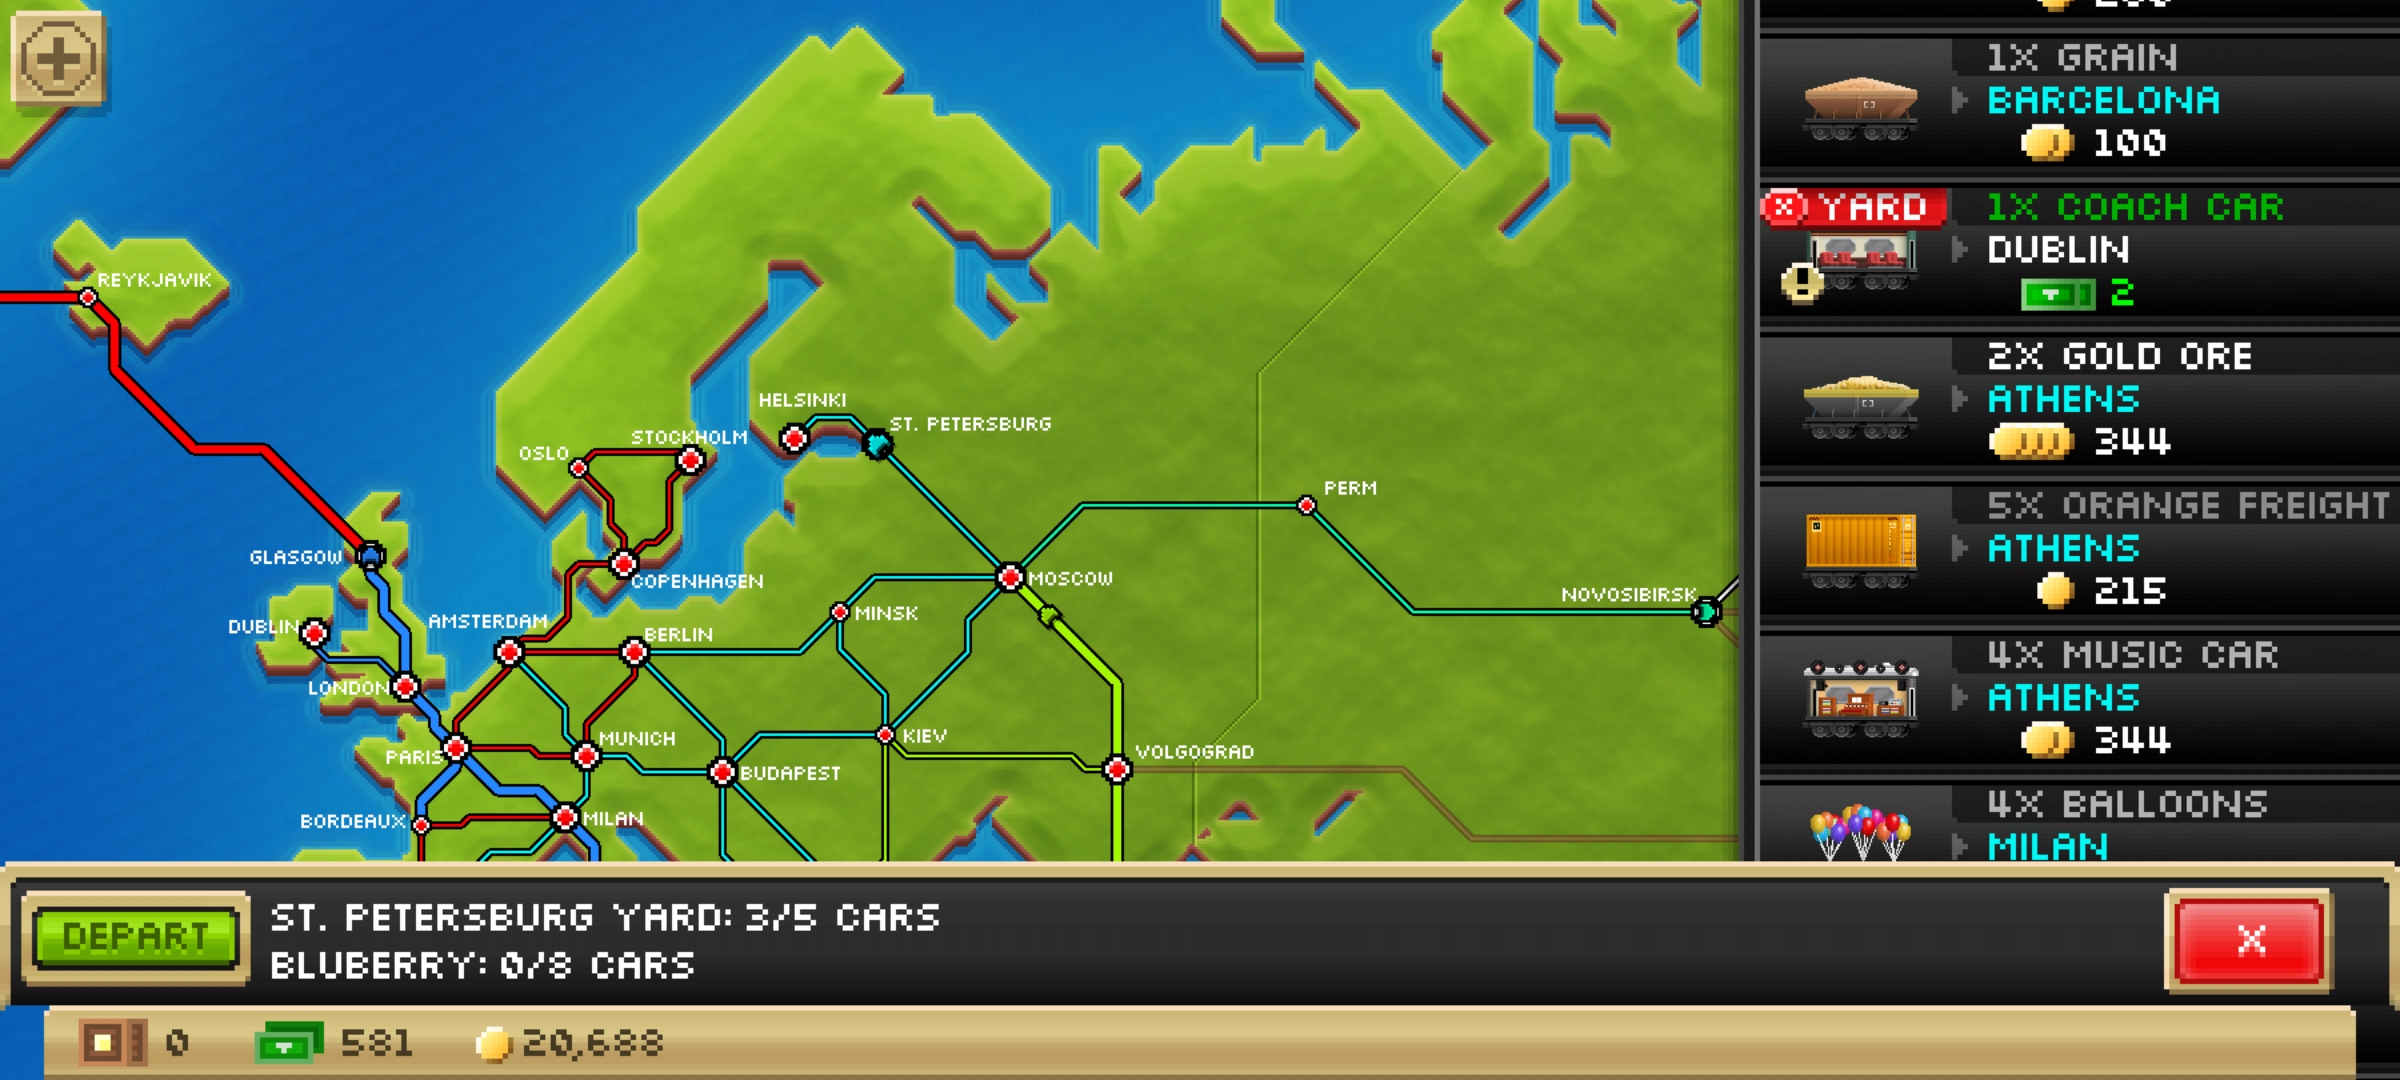 REYKJAVIK
HELSINKI
ST. PETERSBURG
STOCKHOLM
OSLO
PERM
GLASGOW
COPENHAGEN
MOSCOW
NOVOSIBIRSK
DUBLIN
AMSTERDAM
MINSK
BERLIN
LONDON
MUNICH
KIEV
PARIS
BUDAPEST
VOLGOGRAD
BORDEAUX
MILAN
1X GRAIN
BARCELONA
100
YARD
1X COACH CAR
DUBLIN
2
2X GOLD ORE
ATHENS
344
5X ORANGE FREIGHT
ATHENS
215
4X MUSIC CAR
ATHENS
344
4X BALLOONS
MILAN
DEPART
ST. PETERSBURG YARD: 3/5 CARS
BLUBERRY: 0/8 CARS
X
0
581
20,688